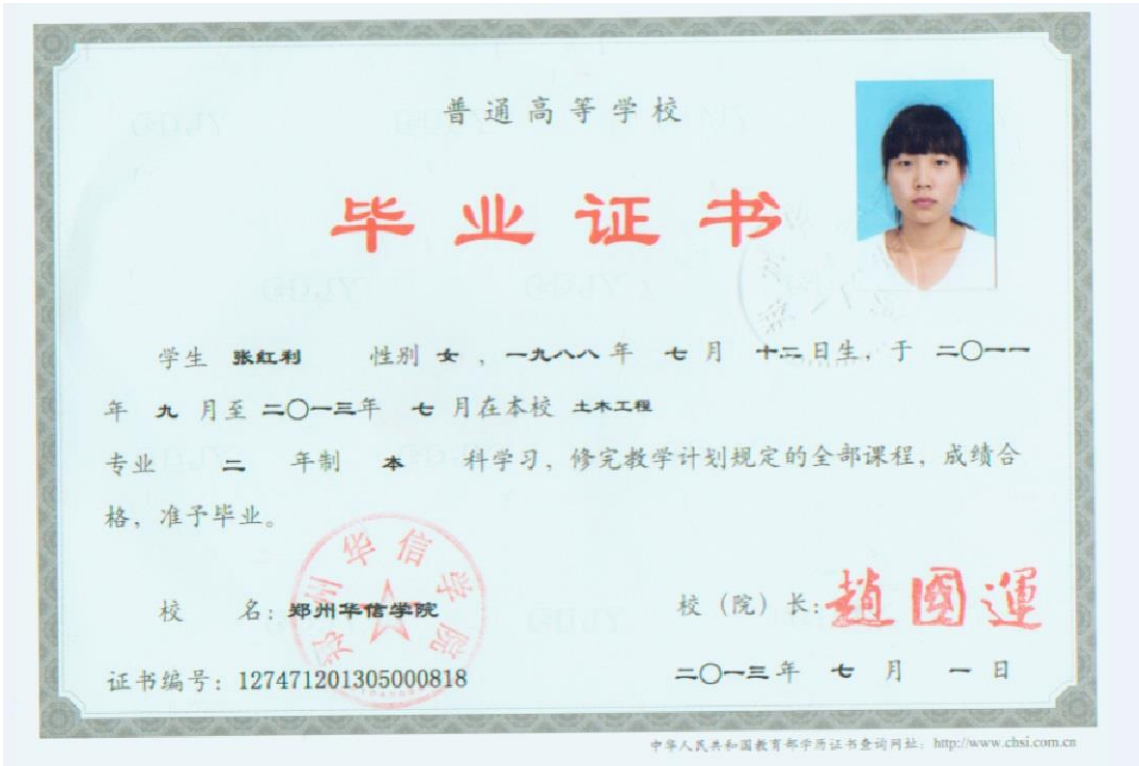 普通高等学校
毕业证书
学生 张红利 性别 女，一九八八年 七月 十二日生，于 二〇一一
年 九 月至 二〇一三年 七 月在本校 土木工程
专业 二 年制 本 科学习，修完教学计划规定的全部课程，成绩合
格，准予毕业。
郑州华信学院
校 名：郑州华信学院
校（院）长：趙國運
证书编号：127471201305000818
二〇一三年 七 月 一 日
中华人民共和国教育部学历证书查询网址：http://www.chsi.com.cn